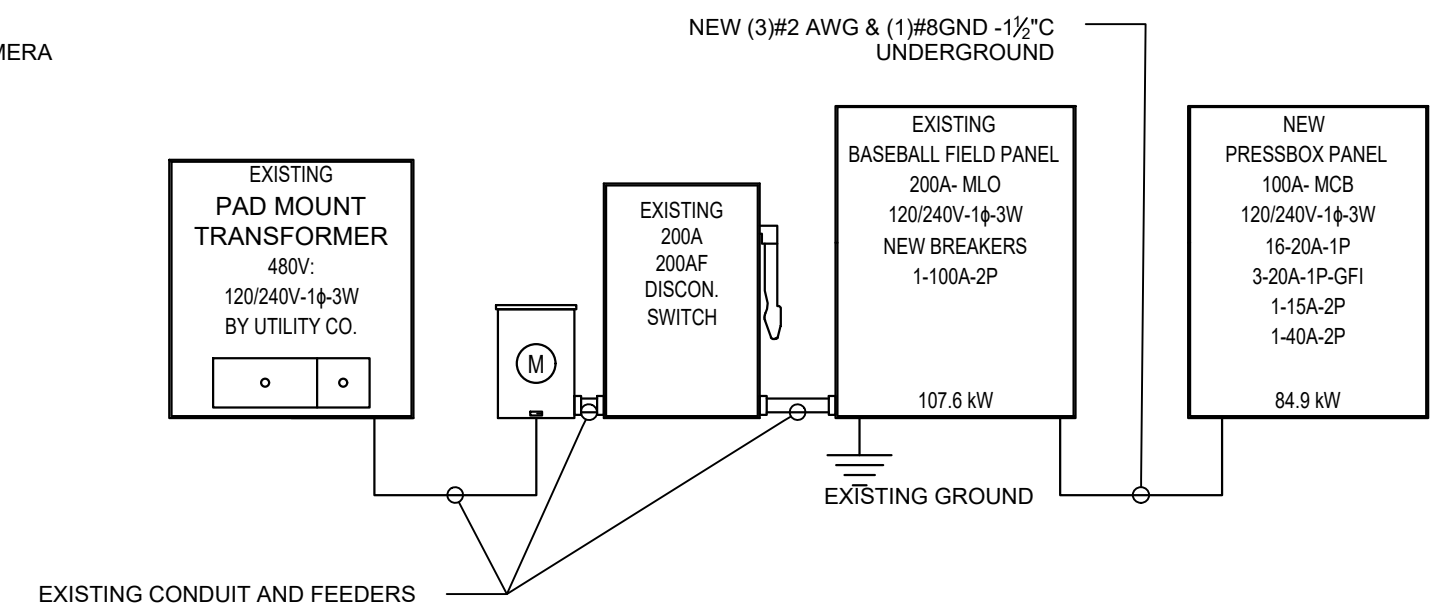 MERA
NEW (3)#2 AWG & (1)#8GND -1½"C
UNDERGROUND
EXISTING
PAD MOUNT
TRANSFORMER
480V:
120/240V-1ϕ-3W
BY UTILITY CO.
M
EXISTING
200A
200AF
DISCON.
SWITCH
EXISTING
BASEBALL FIELD PANEL
200A- MLO
120/240V-1ϕ-3W
NEW BREAKERS
1-100A-2P
107.6 kW
NEW
PRESSBOX PANEL
100A- MCB
120/240V-1ϕ-3W
16-20A-1P
3-20A-1P-GFI
1-15A-2P
1-40A-2P
84.9 kW
EXISTING GROUND
EXISTING CONDUIT AND FEEDERS